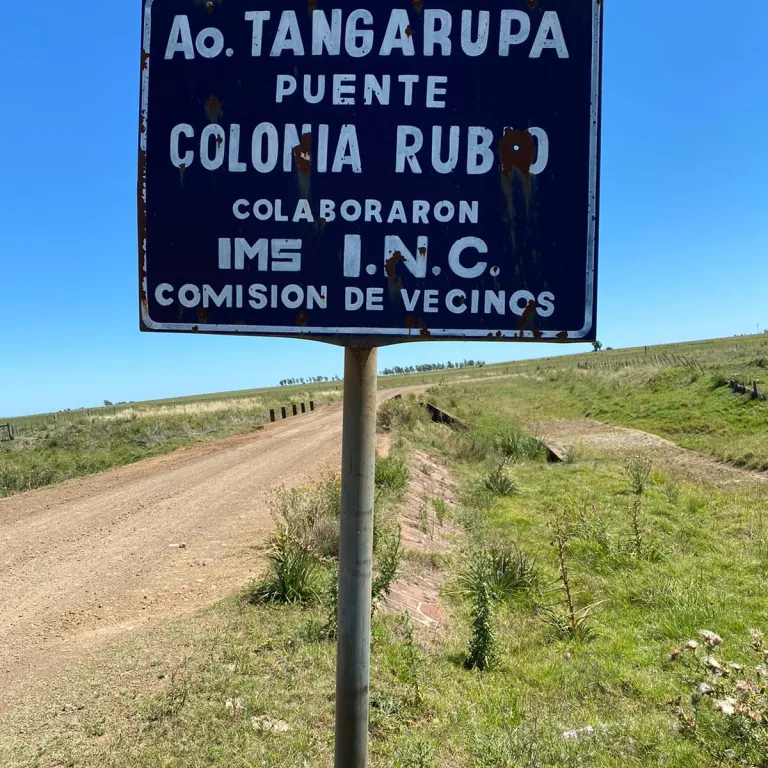 Ao. TANGARUPA
PUENTE
COLONIA RUBIO
COLABORARON
IMS I.N.C.
COMISION DE VECINOS